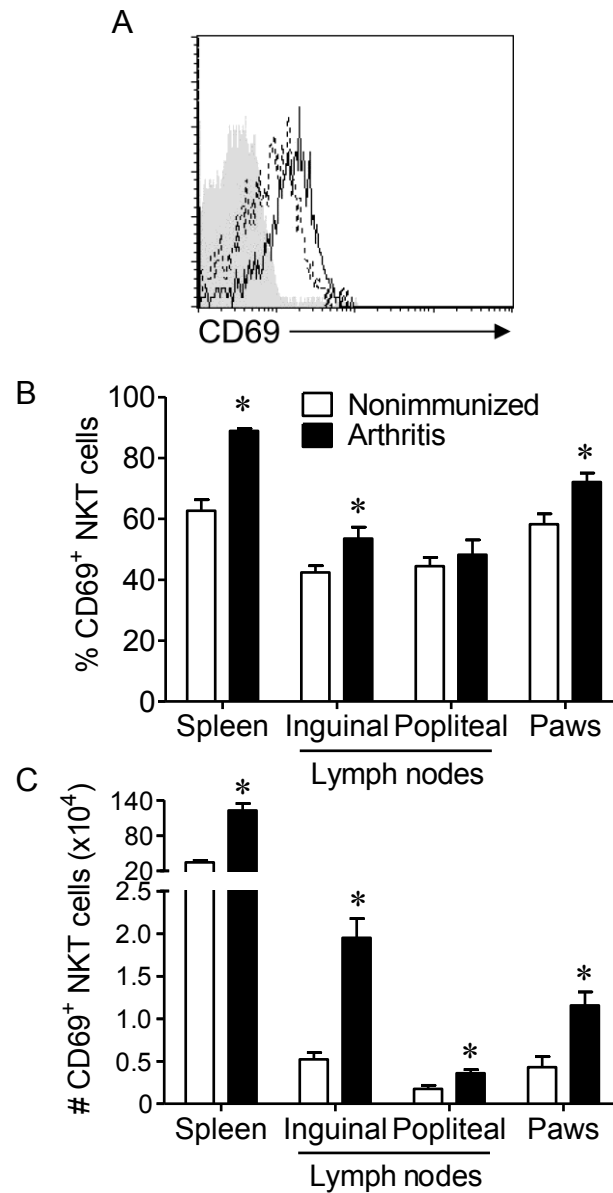 A
CD69
B
% CD69+ NKT cells
100
80
60
40
20
0
*
*
*
Nonimmunized
Arthritis
Spleen Inguinal Popliteal Paws
Lymph nodes
C
# CD69+ NKT cells (x10⁴)
140
80
20
2.5
2.0
1.5
1.0
0.5
0
*
*
*
*
Spleen Inguinal Popliteal Paws
Lymph nodes